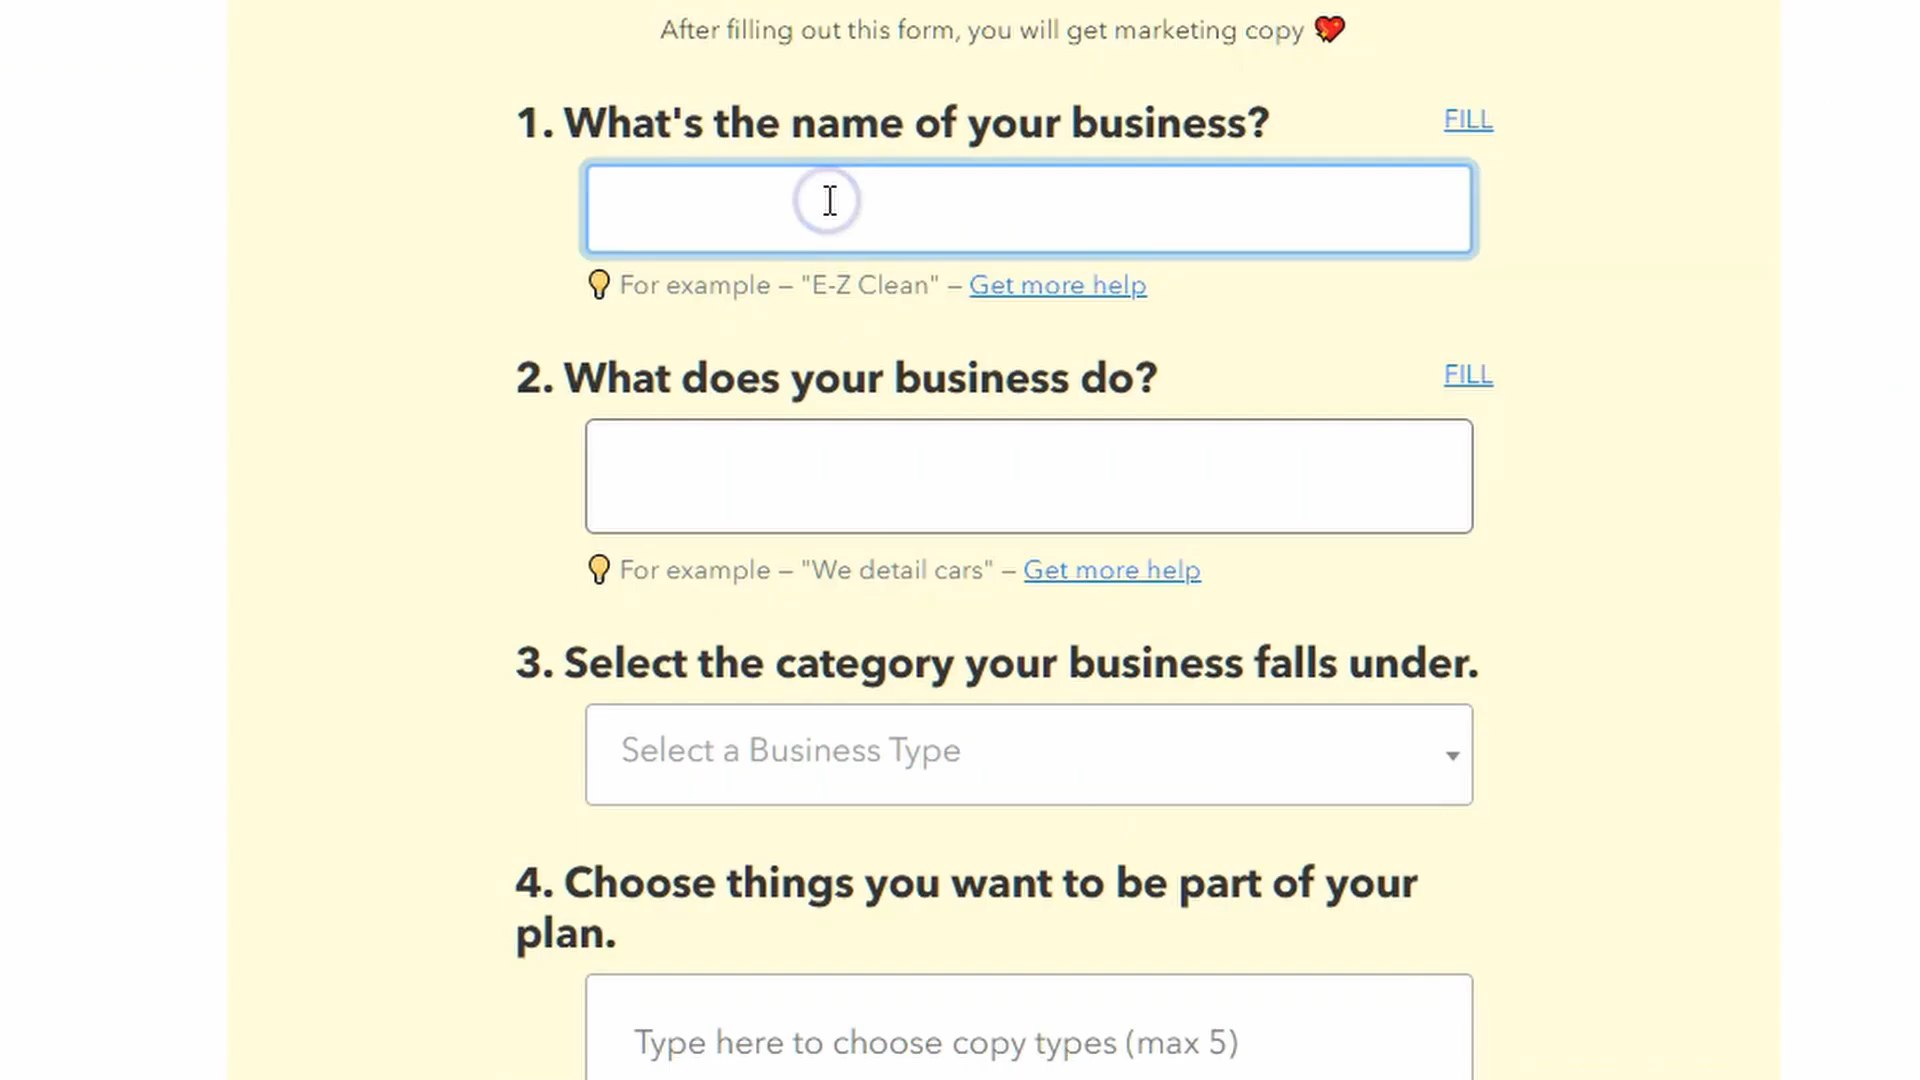 After filling out this form, you will get marketing copy 💖
1. What's the name of your business?
FILL
For example – "E-Z Clean" – Get more help
2. What does your business do?
FILL
For example – "We detail cars" – Get more help
3. Select the category your business falls under.
Select a Business Type
4. Choose things you want to be part of your
plan.
Type here to choose copy types (max 5)